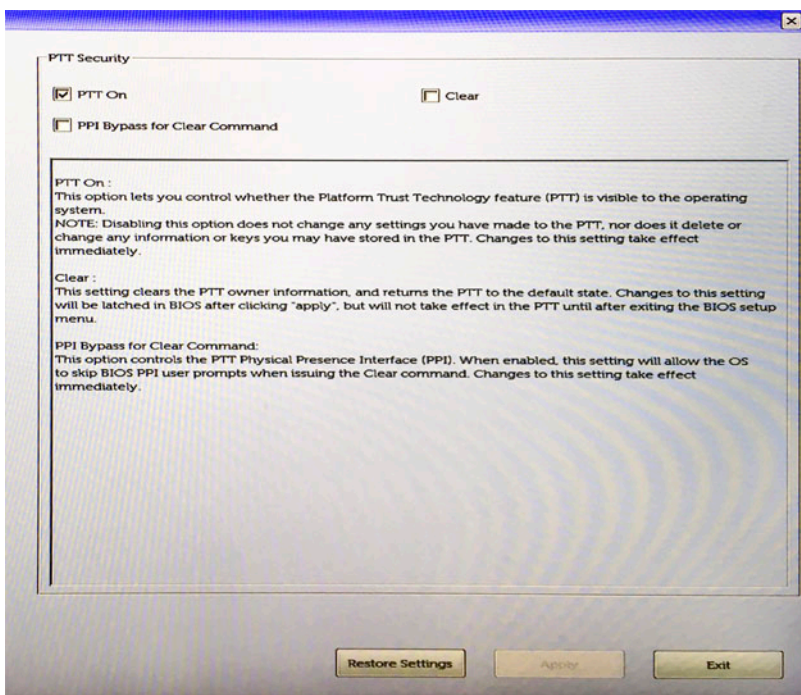 PTT Security
PTT On
Clear
PPI Bypass for Clear Command
PTT On :
This option lets you control whether the Platform Trust Technology feature (PTT) is visible to the operating
system.
NOTE: Disabling this option does not change any settings you have made to the PTT, nor does it delete or
change any information or keys you may have stored in the PTT. Changes to this setting take effect
immediately.
Clear :
This setting clears the PTT owner information, and returns the PTT to the default state. Changes to this setting
will be latched in BIOS after clicking "apply", but will not take effect in the PTT until after exiting the BIOS setup
menu.
PPI Bypass for Clear Command:
This option controls the PTT Physical Presence Interface (PPI). When enabled, this setting will allow the OS
to skip BIOS PPI user prompts when issuing the Clear command. Changes to this setting take effect
immediately.
Restore Settings
Apply
Exit